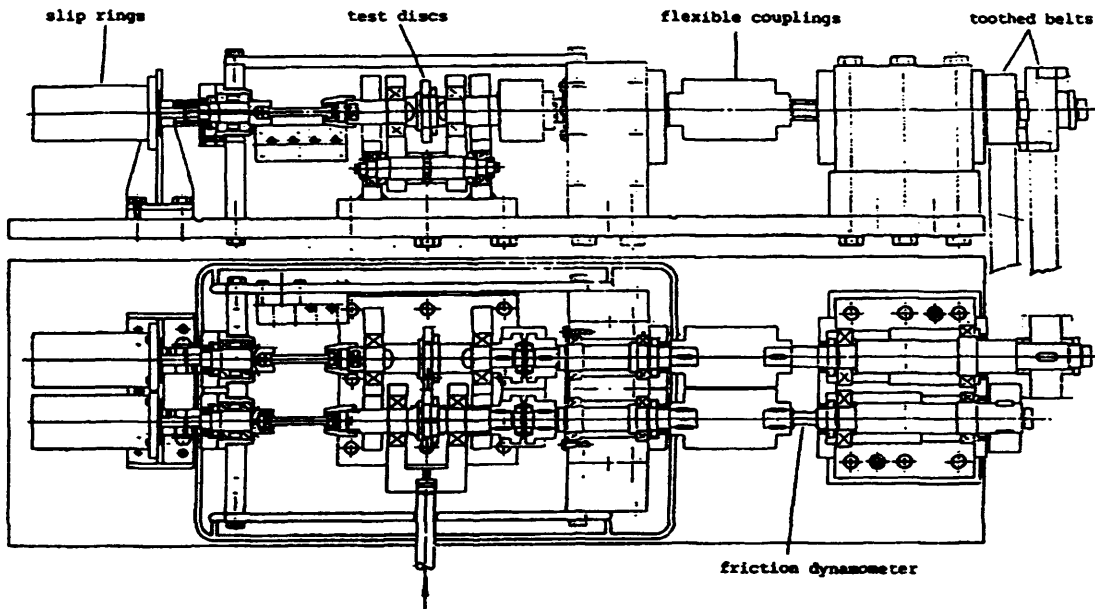 slip rings
test discs
flexible couplings
toothed belts
friction dynamometer